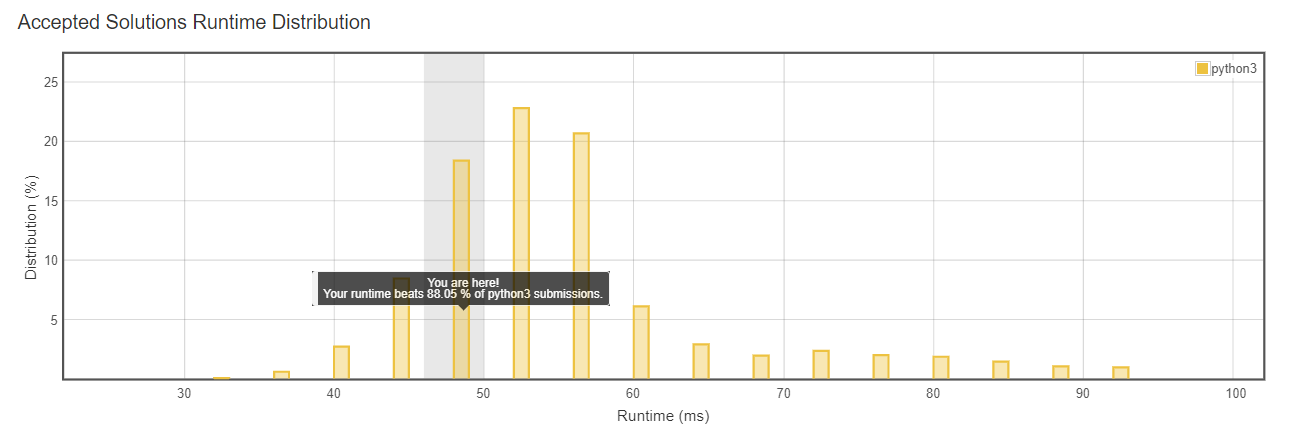 Accepted Solutions Runtime Distribution
python3
25
20
15
10
5
Distribution (%)
You are here!
Your runtime beats 88.05 % of python3 submissions.
30
40
50
60
70
80
90
100
Runtime (ms)